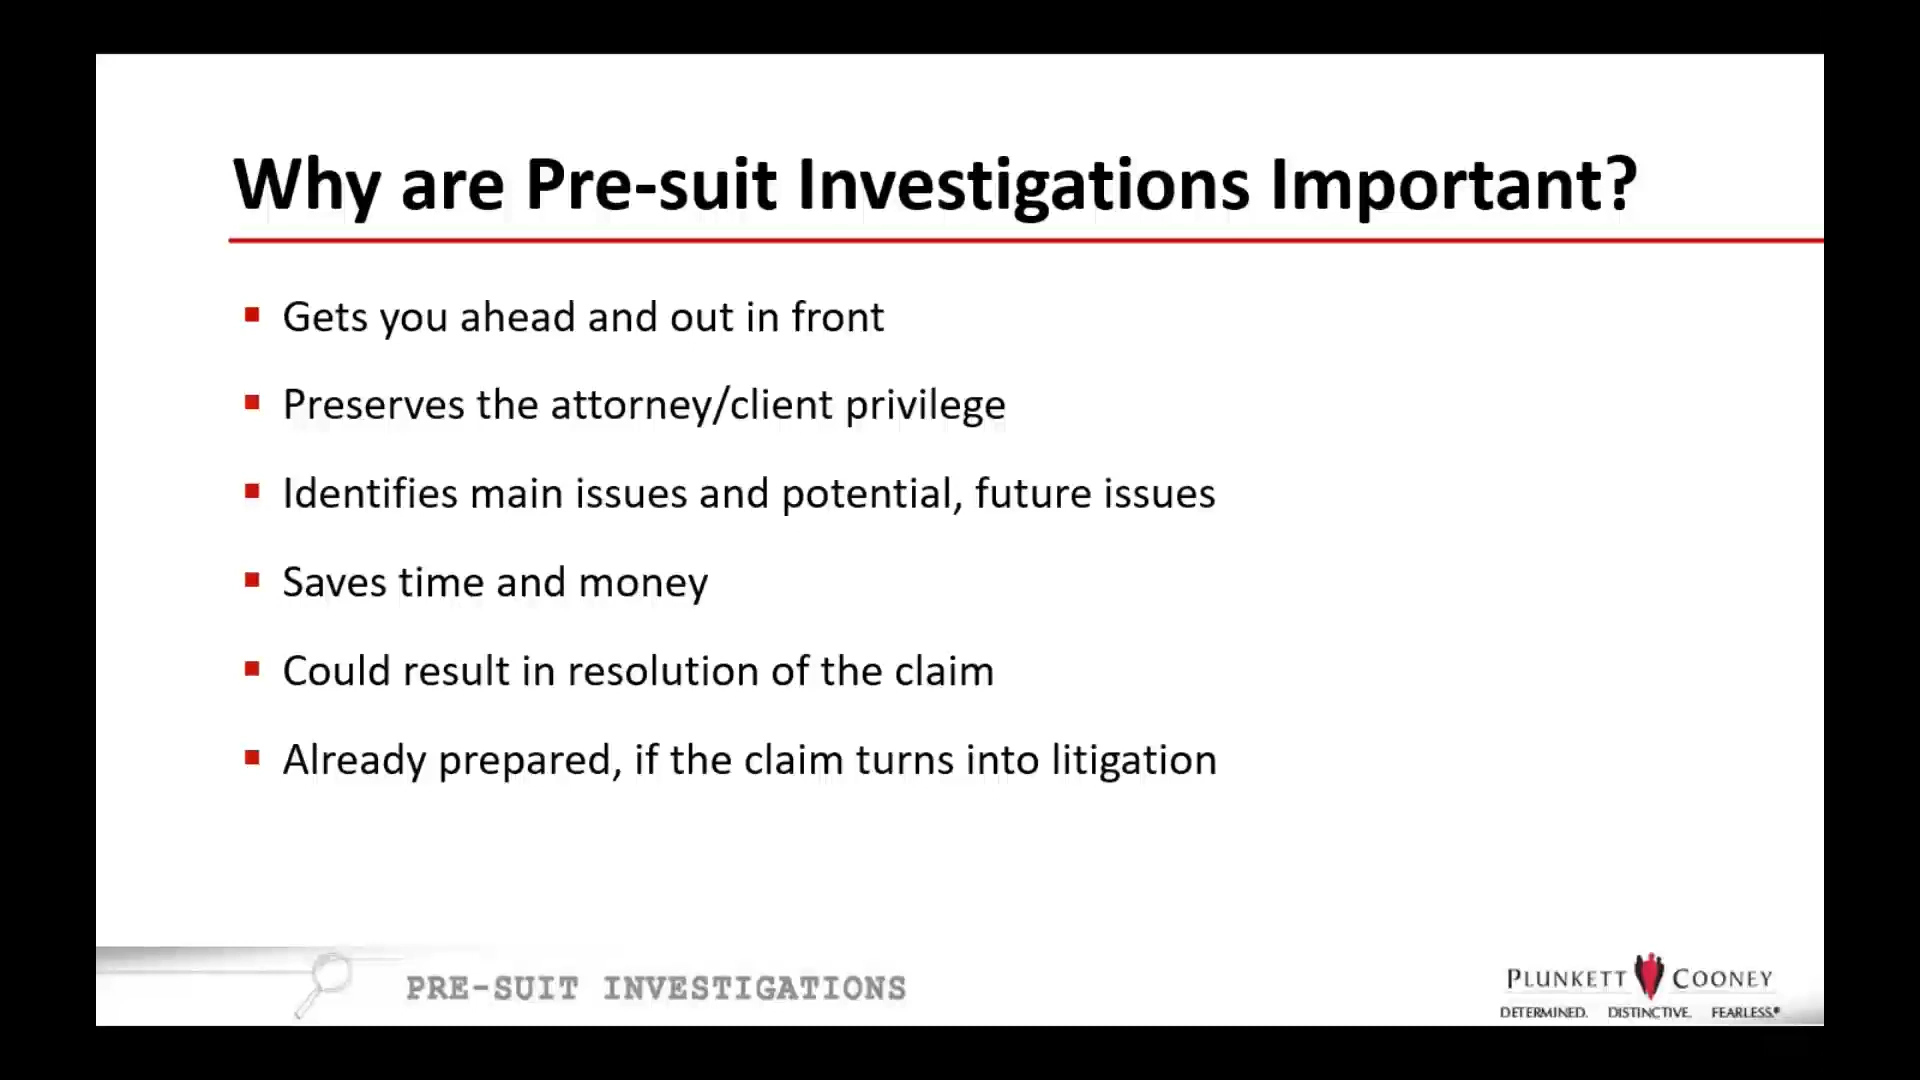 Why are Pre-suit Investigations Important?
Gets you ahead and out in front
Preserves the attorney/client privilege
Identifies main issues and potential, future issues
Saves time and money
Could result in resolution of the claim
Already prepared, if the claim turns into litigation
PRE-SUIT INVESTIGATIONS
PLUNKETT COONEY
DETERMINED. DISTINCTIVE. FEARLESS.®